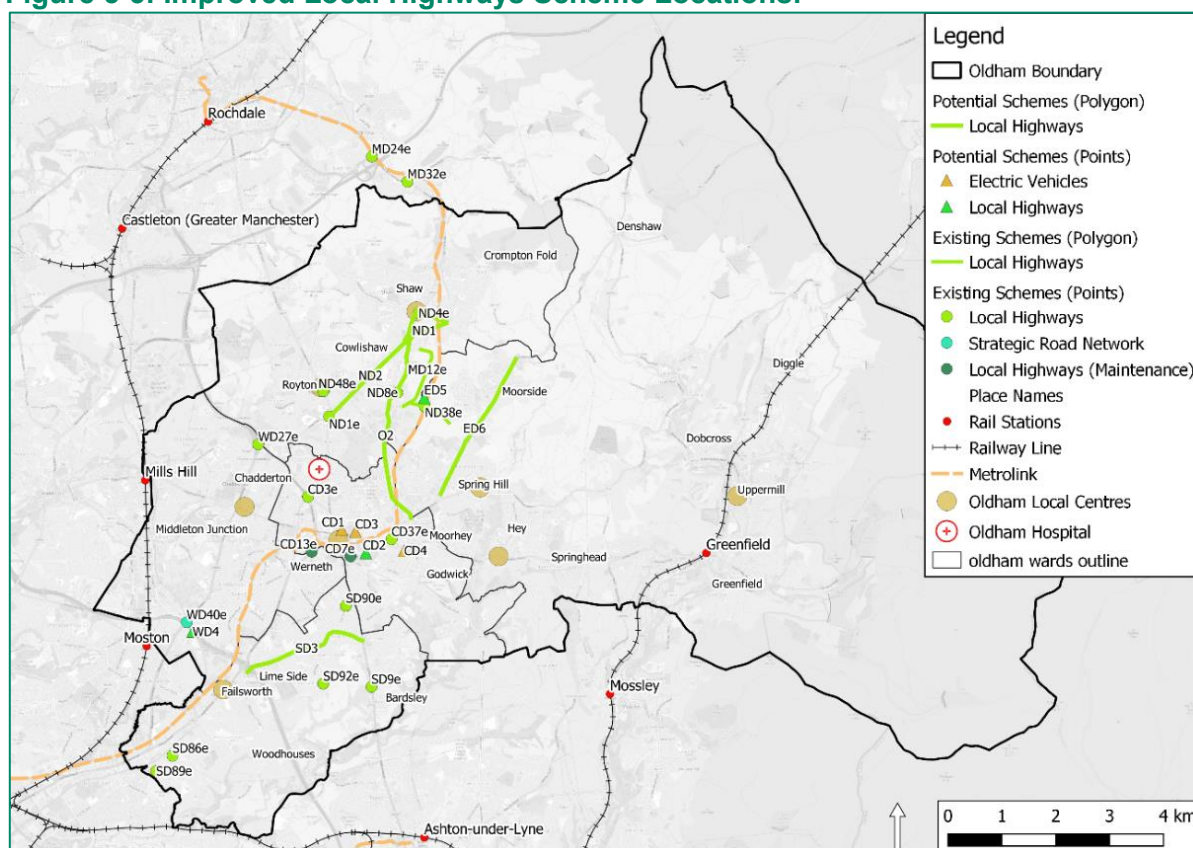 Figure 5-5: Improved Local Highways Scheme Locations.
Legend
Oldham Boundary
Potential Schemes (Polygon)
Local Highways
Potential Schemes (Points)
Electric Vehicles
Local Highways
Existing Schemes (Polygon)
Local Highways
Existing Schemes (Points)
Local Highways
Strategic Road Network
Local Highways (Maintenance)
Place Names
Rail Stations
Railway Line
Metrolink
Oldham Local Centres
Oldham Hospital
oldham wards outline
Rochdale
MD24e
MD32e
Castleton (Greater Manchester)
Denshaw
Crompton Fold
Shaw
ND4e
ND1
Cowlishaw
Diggle
ND2
MD12e
Royton
ND48e
ND8e
ED5
Moorside
ND1e
ND38e
O2
ED6
WD27e
Dobcross
Mills Hill
Chadderton
CD3e
Spring Hill
Uppermill
Middleton Junction
CD1
CD3
CD37e
Moorhey
Hey
CD13e
CD7e
CD2
CD4
Springhead
Greenfield
Werneth
Godwick
Greenfield
SD90e
WD40e
WD4
Moston
SD3
Lime Side
SD92e
SD9e
Failsworth
Bardsley
Mossley
SD86e
Woodhouses
SD89e
Ashton-under-Lyne
0 1 2 3 4 km